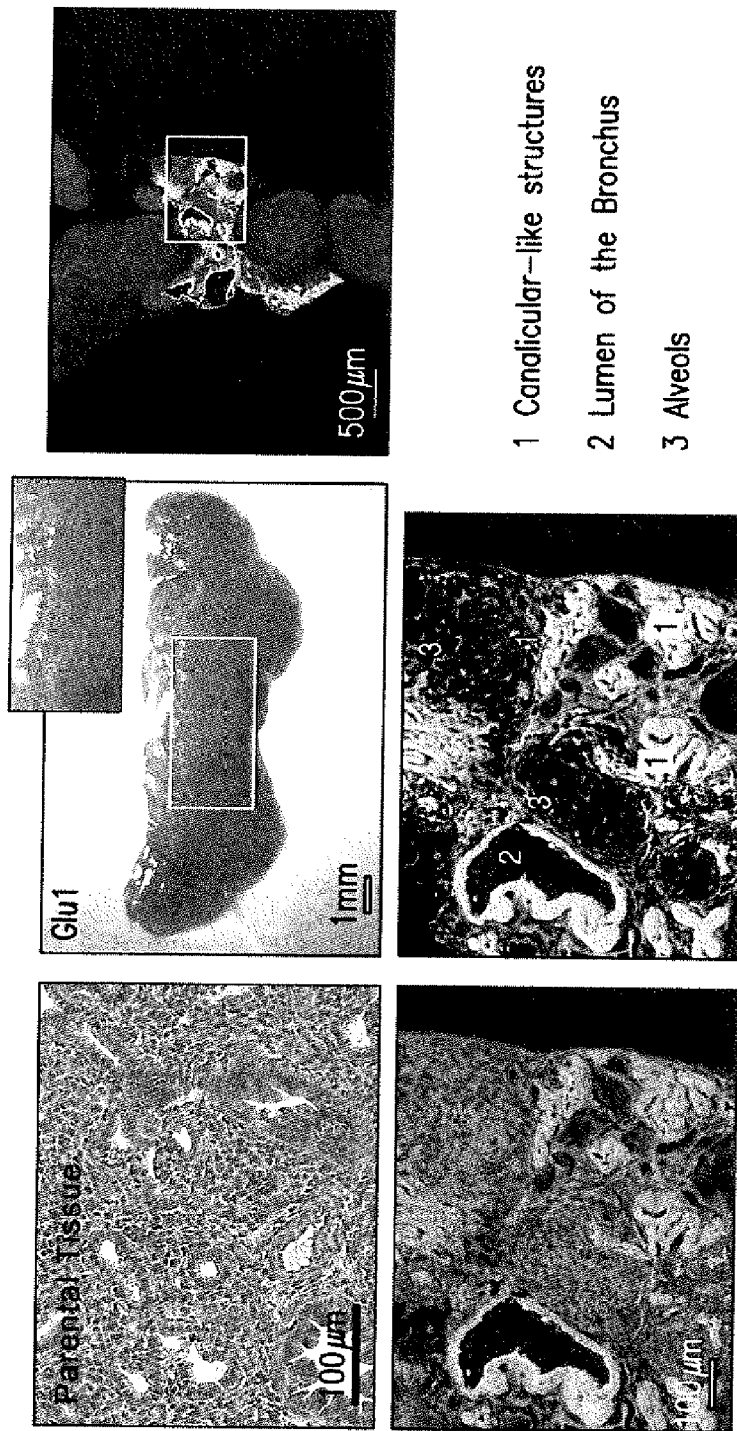 Parental Tissue
100µm
Glu1
1mm
500µm
100µm
3
2
1
3
1
1
1 Canalicular-like structures
2 Lumen of the Bronchus
3 Alveols